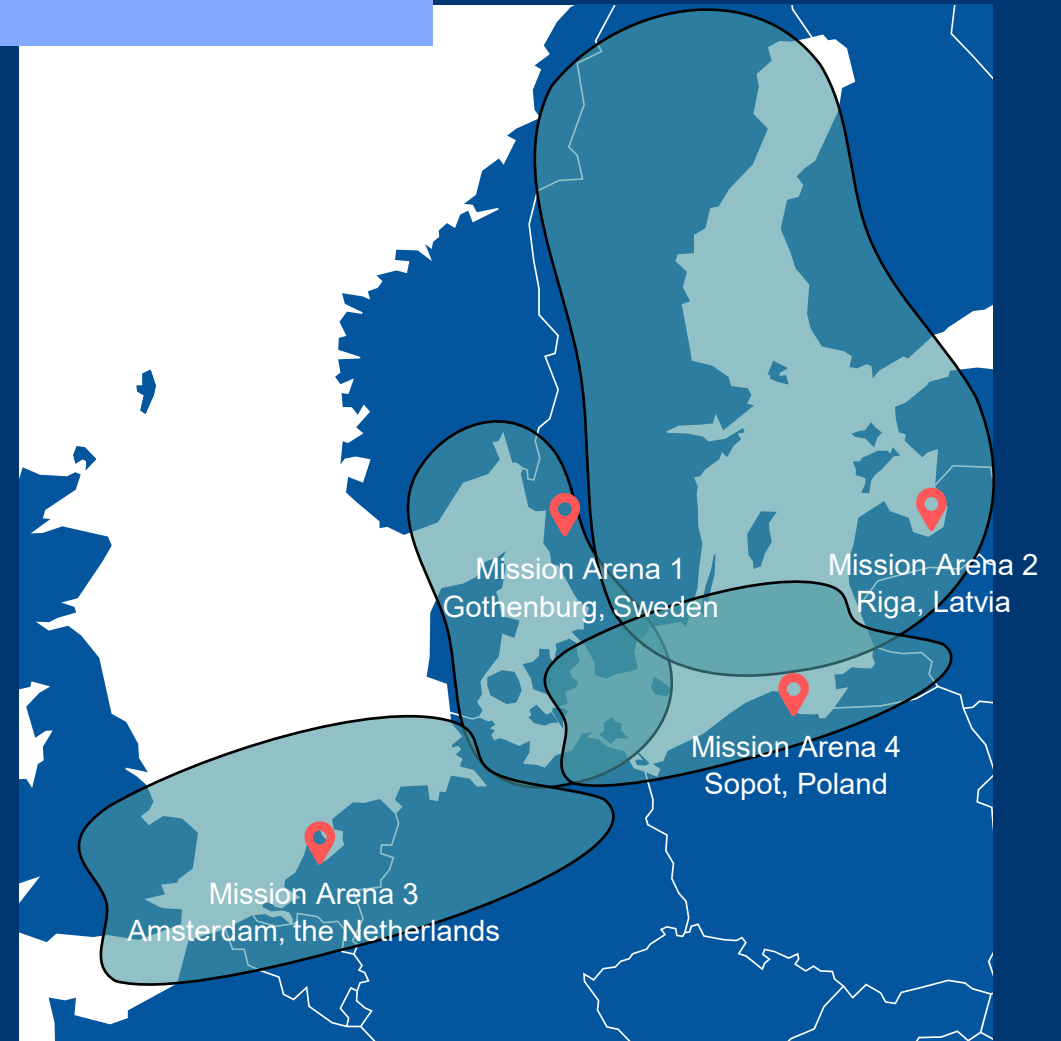 Mission Arena 1
Gothenburg, Sweden
Mission Arena 2
Riga, Latvia
Mission Arena 4
Sopot, Poland
Mission Arena 3
Amsterdam, the Netherlands